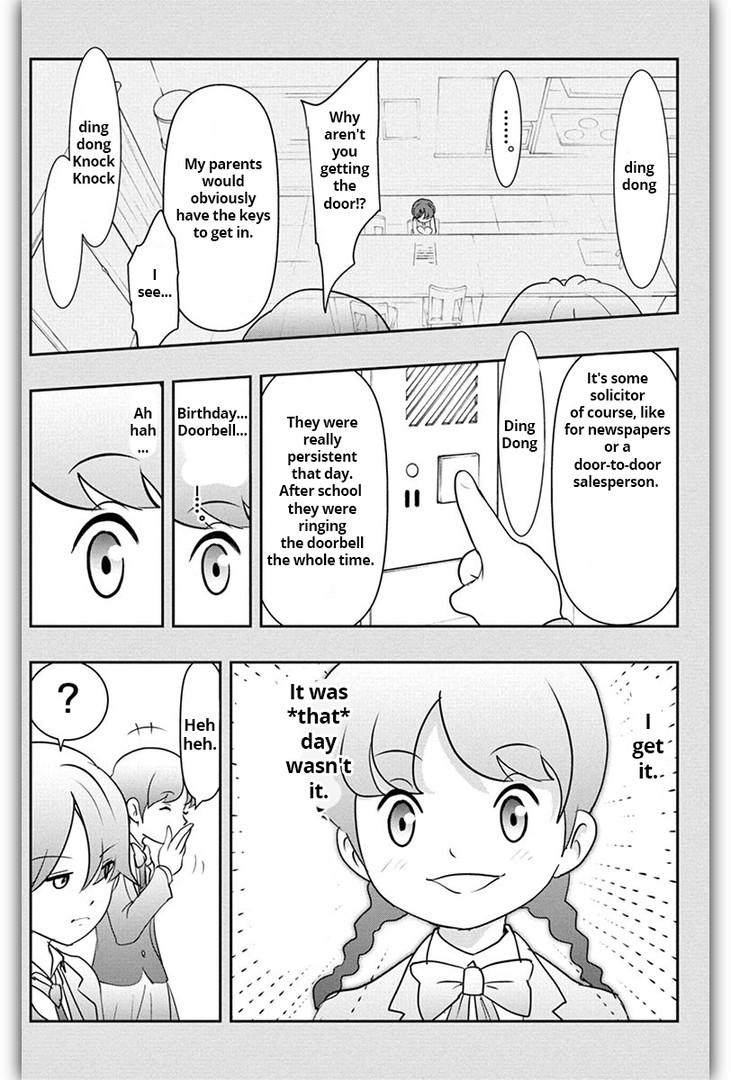 ding
dong
......。
Why
aren't
you
getting
the
door!?
My parents
would
obviously
have the keys
to get in.
I
see...
ding
dong
Knock
Knock
It's some
solicitor
of course, like
for newspapers
or a
door-to-door
salesperson.
Ding
Dong
They were
really
persistent
that day.
After school
they were
ringing
the doorbell
the whole time.
Birthday...
Doorbell...
!...。
Ah
hah
...
I
get
it.
It was
*that*
day
wasn't
it.
Heh
heh.
?